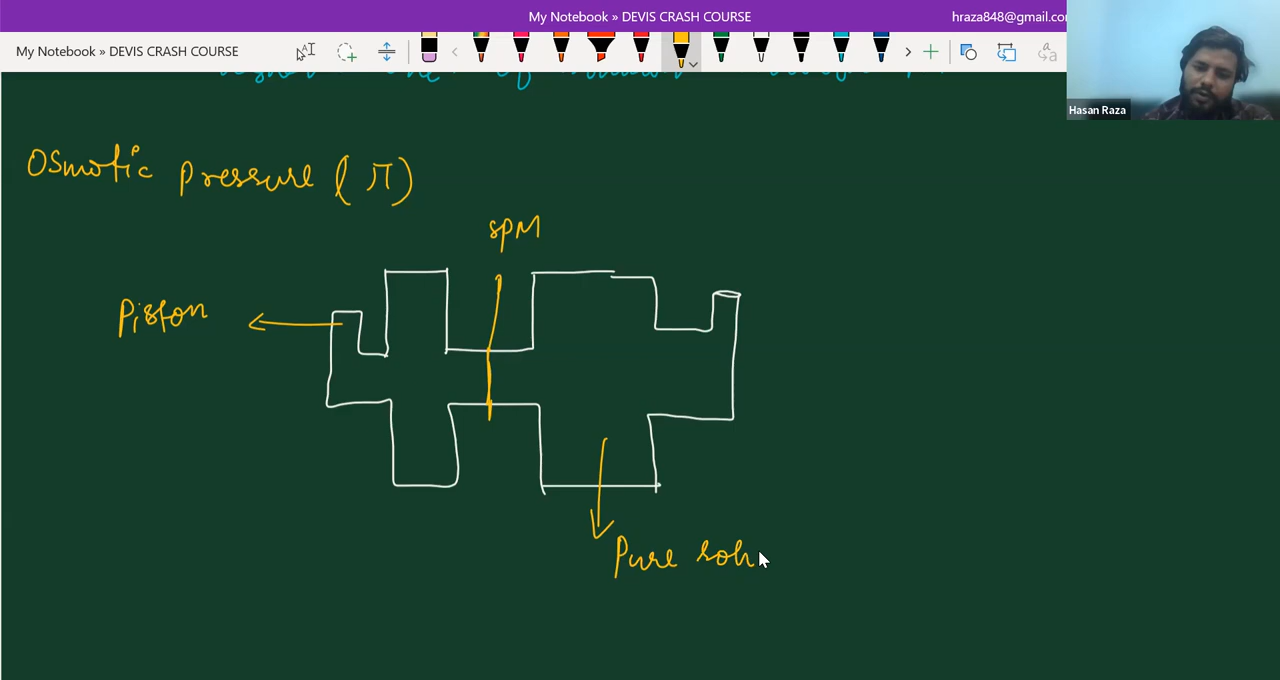 My Notebook » DEVIS CRASH COURSE
hraza848@gmail.co
My Notebook » DEVIS CRASH COURSE
Hasan Raza
Osmotic pressure (π)
SPM
Piston
Pure solv